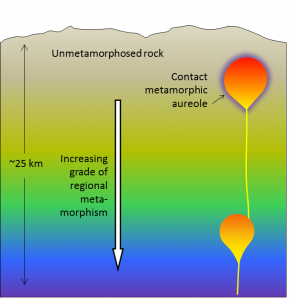 Unmetamorphosed rock
Contact
metamorphic
aureole
~25 km
Increasing
grade of
regional
meta-
morphism